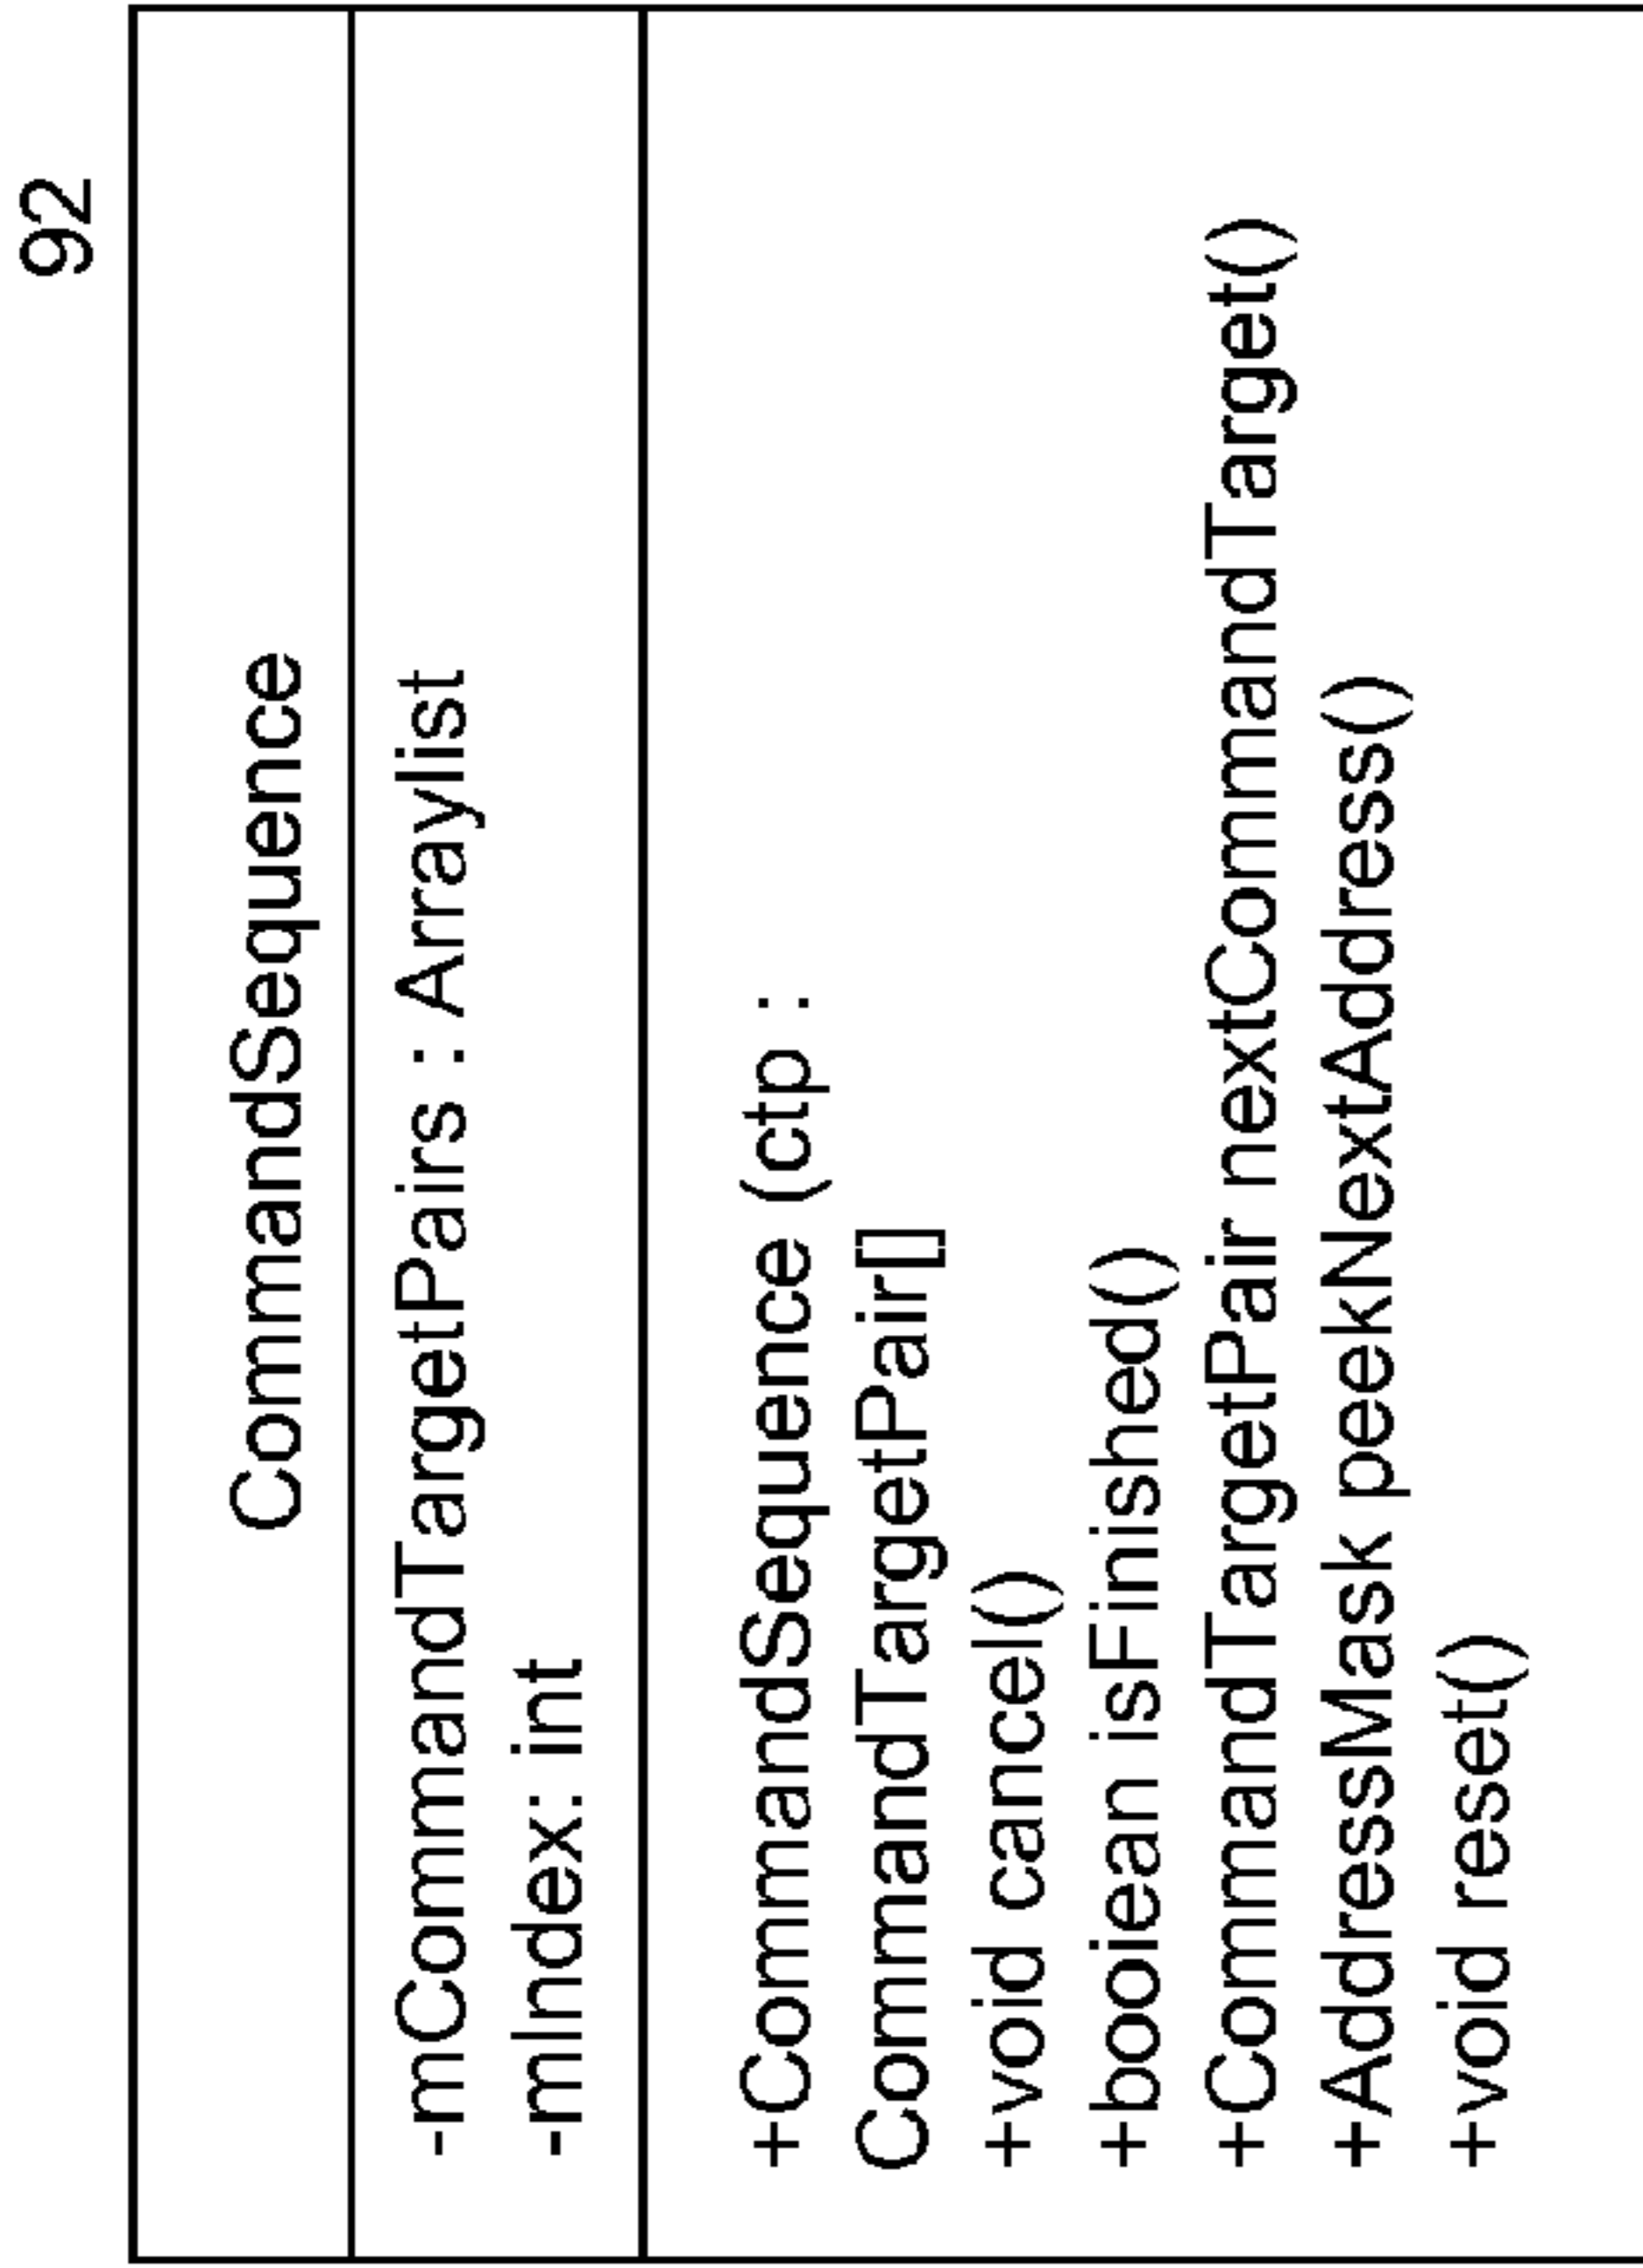 92
CommandSequence
-mCommandTargetPairs : Arraylist
-mIndex: int
+CommandSequence (ctp :
CommandTargetPair[]
+void cancel()
+booiean isFinished()
+CommandTargetPair nextCommandTarget()
+AddressMask peekNextAddress()
+void reset()